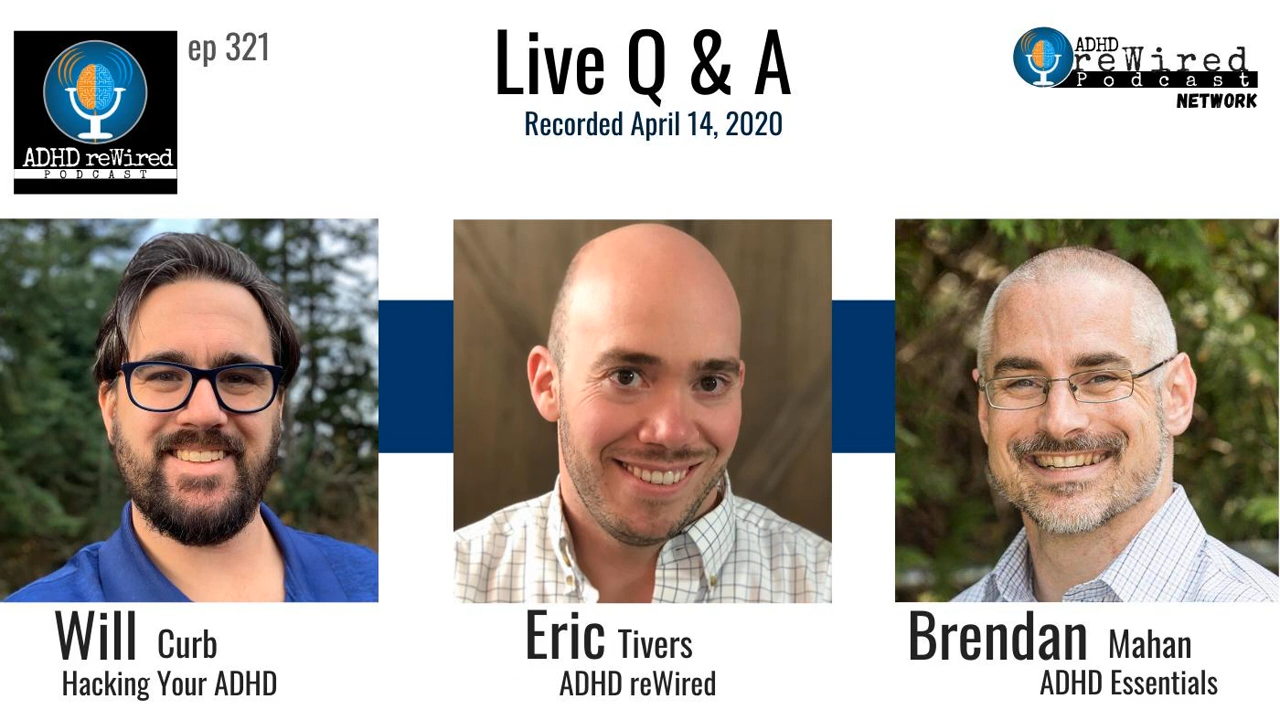 ep 321
Live Q & A
Recorded April 14, 2020
ADHD reWired
PODCAST
ADHD
reWired
Podcast
NETWORK
Will Curb
Hacking Your ADHD
Eric Tivers
ADHD reWired
Brendan Mahan
ADHD Essentials